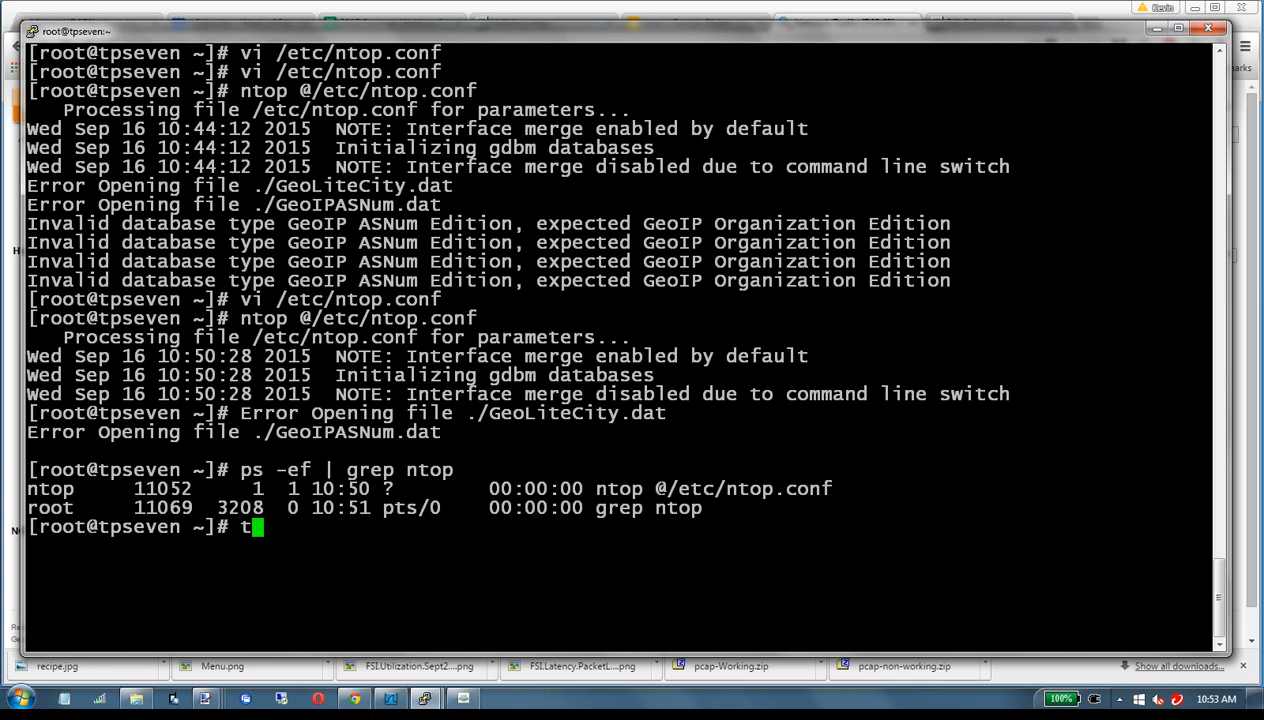 Kevin
root@tpseven:~
[root@tpseven ~]# vi /etc/ntop.conf
[root@tpseven ~]# vi /etc/ntop.conf
[root@tpseven ~]# ntop @/etc/ntop.conf
Processing file /etc/ntop.conf for parameters...
Wed Sep 16 10:44:12 2015 NOTE: Interface merge enabled by default
Wed Sep 16 10:44:12 2015 Initializing gdbm databases
Wed Sep 16 10:44:12 2015 NOTE: Interface merge disabled due to command line switch
Error Opening file ./GeoLiteCity.dat
Error Opening file ./GeoIPASNum.dat
Invalid database type GeoIP ASNum Edition, expected GeoIP Organization Edition
Invalid database type GeoIP ASNum Edition, expected GeoIP Organization Edition
Invalid database type GeoIP ASNum Edition, expected GeoIP Organization Edition
Invalid database type GeoIP ASNum Edition, expected GeoIP Organization Edition
[root@tpseven ~]# vi /etc/ntop.conf
[root@tpseven ~]# ntop @/etc/ntop.conf
Processing file /etc/ntop.conf for parameters...
Wed Sep 16 10:50:28 2015 NOTE: Interface merge enabled by default
Wed Sep 16 10:50:28 2015 Initializing gdbm databases
Wed Sep 16 10:50:28 2015 NOTE: Interface merge disabled due to command line switch
[root@tpseven ~]# Error Opening file ./GeoLiteCity.dat
Error Opening file ./GeoIPASNum.dat
[root@tpseven ~]# ps -ef | grep ntop
ntop 11052 1 1 10:50 ? 00:00:00 ntop @/etc/ntop.conf
root 11069 3208 0 10:51 pts/0 00:00:00 grep ntop
[root@tpseven ~]# t
recipe.jpg Menu.png FSI.Utilization.Sept2....png FSI.Latency.PacketL....png pcap-Working.zip pcap-non-working.zip Show all downloads...
100% 10:53 AM